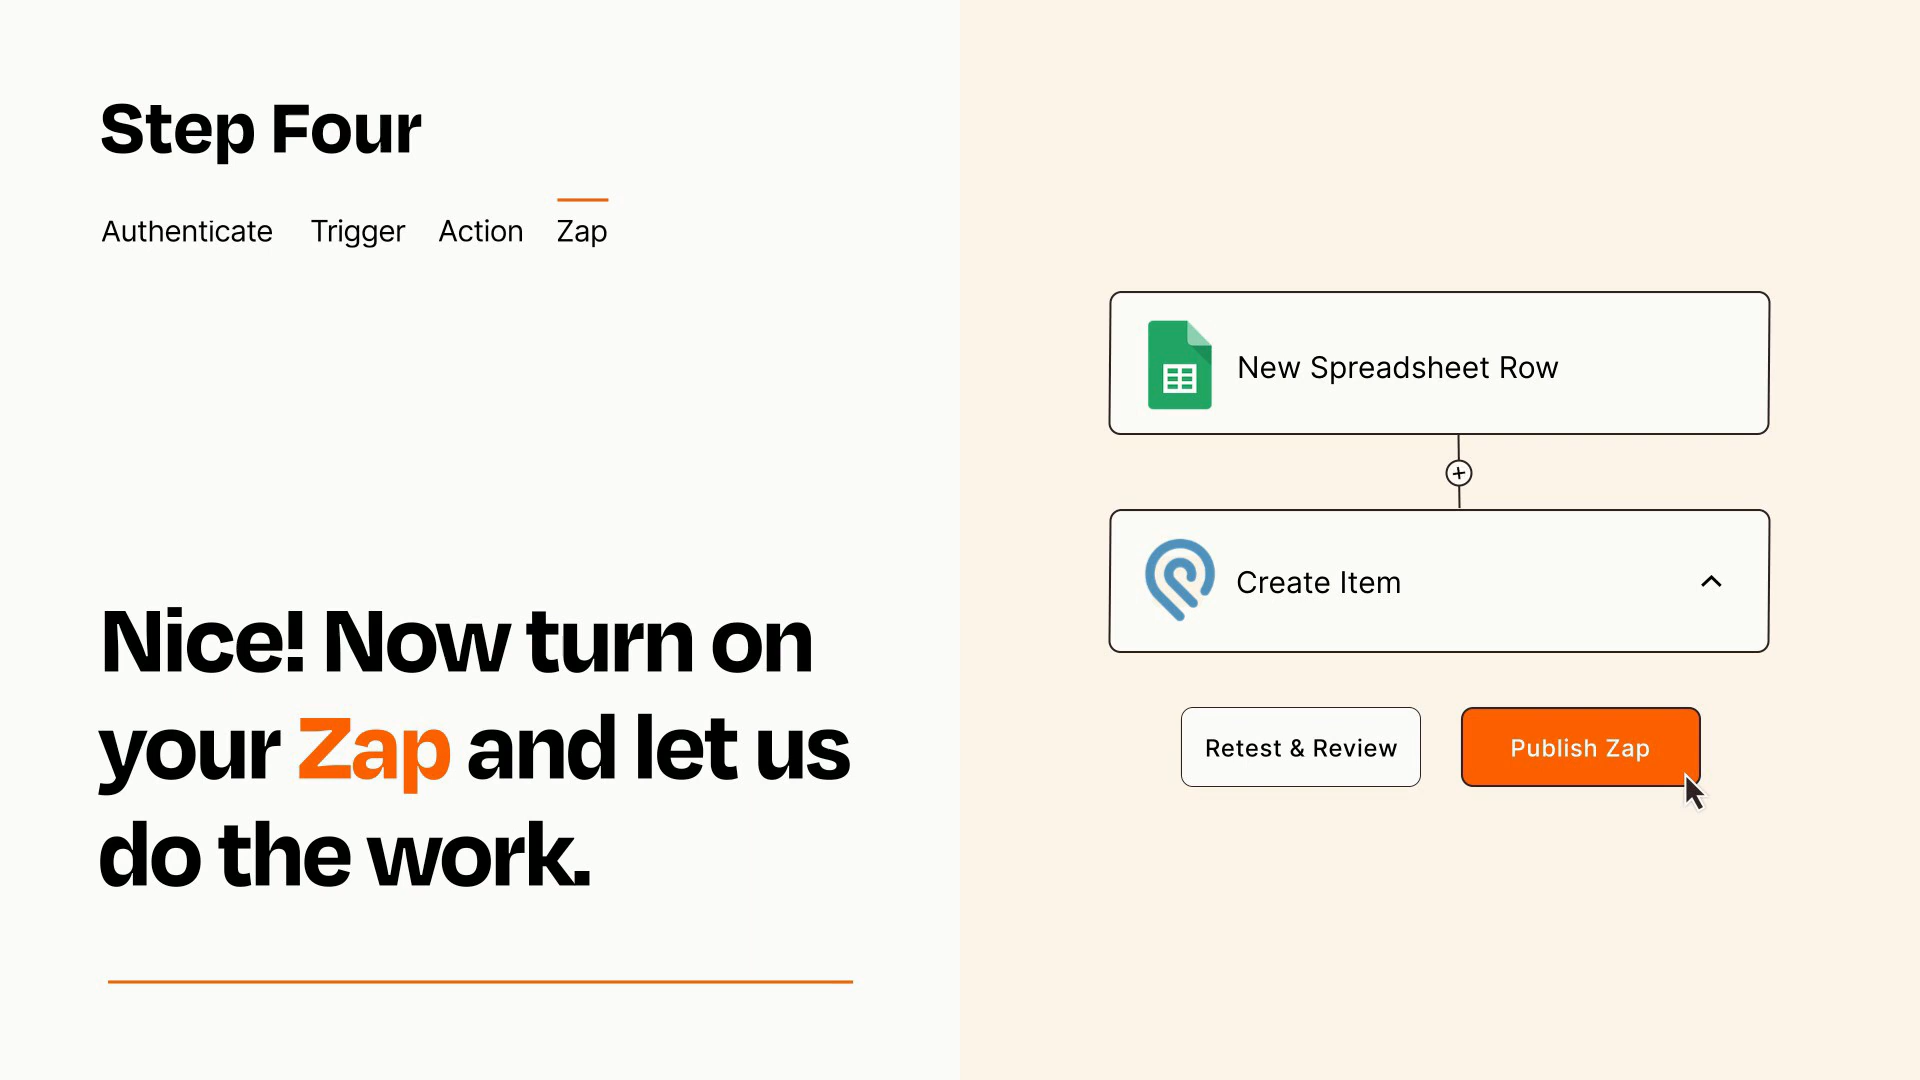 Step Four
Authenticate Trigger Action Zap
Nice! Now turn on
your Zap and let us
do the work.
New Spreadsheet Row
Create Item
Retest & Review
Publish Zap